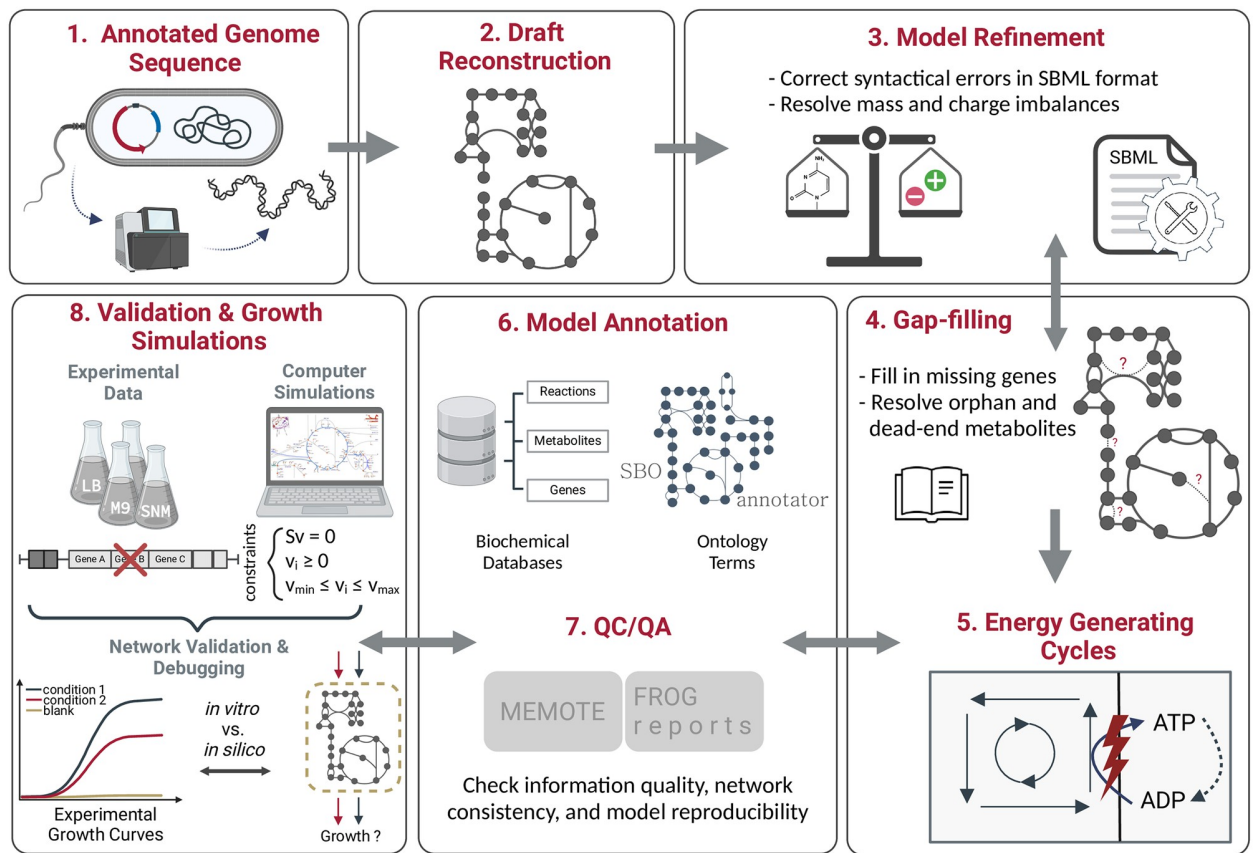 1. Annotated Genome
Sequence
2. Draft
Reconstruction
3. Model Refinement
- Correct syntactical errors in SBML format
- Resolve mass and charge imbalances
NH₂
N
O
N
SBML
4. Gap-filling
- Fill in missing genes
- Resolve orphan and
dead-end metabolites
?
?
?
?
5. Energy Generating
Cycles
ATP
ADP
6. Model Annotation
Reactions
Metabolites
Genes
SBO
annotator
Biochemical
Databases
Ontology
Terms
7. QC/QA
MEMOTE
FROG
reports
Check information quality, network
consistency, and model reproducibility
8. Validation & Growth
Simulations
Experimental
Data
Computer
Simulations
LB
M9
SNM
Gene A
Gene B
Gene C
constraints
Sv = 0
vᵢ ≥ 0
vmin ≤ vᵢ ≤ vmax
Network Validation &
Debugging
condition 1
condition 2
blank
in vitro
vs.
in silico
Experimental
Growth Curves
Growth ?